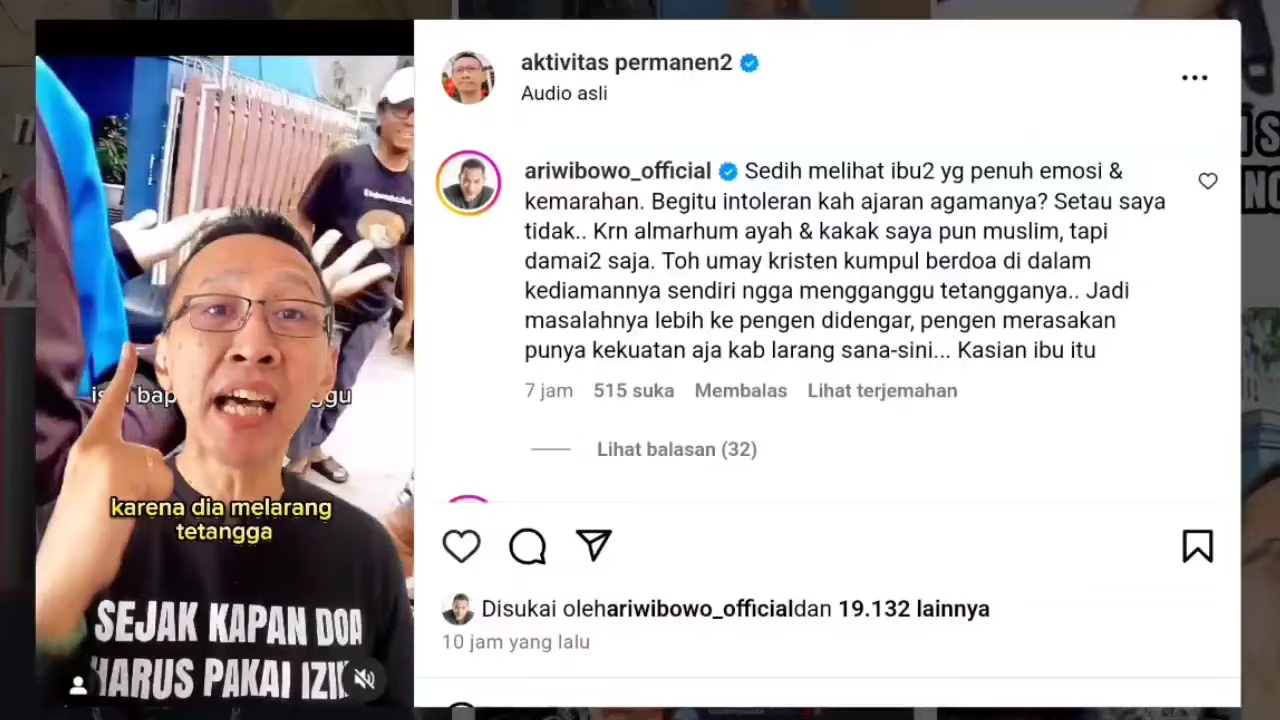 aktivitas permanen2
Audio asli
ariwibowo_official Sedih melihat ibu2 yg penuh emosi &
kemarahan. Begitu intoleran kah ajaran agamanya? Setau saya
tidak.. Krn almarhum ayah & kakak saya pun muslim, tapi
damai2 saja. Toh umay kristen kumpul berdoa di dalam
kediamannya sendiri ngga mengganggu tetangganya.. Jadi
masalahnya lebih ke pengen didengar, pengen merasakan
punya kekuatan aja kab larang sana-sini... Kasian ibu itu
7 jam 515 suka Membalas Lihat terjemahan
Lihat balasan (32)
Disukai olehariwibowo_officialdan 19.132 lainnya
10 jam yang lalu
karena dia melarang
tetangga
SEJAK KAPAN DOA
HARUS PAKAI